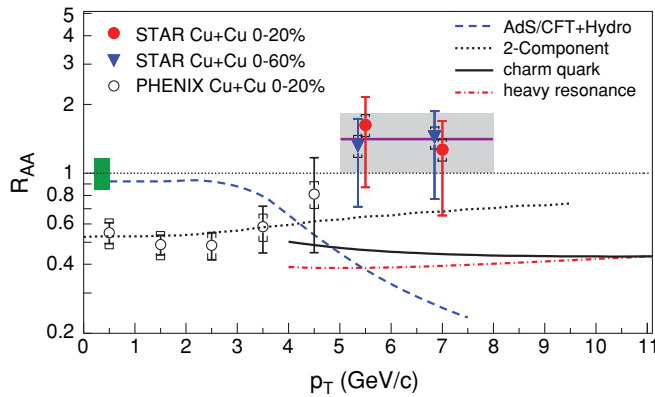 STAR Cu+Cu 0-20%
STAR Cu+Cu 0-60%
PHENIX Cu+Cu 0-20%
AdS/CFT+Hydro
2-Component
charm quark
heavy resonance
R_AA
5
4
3
2
1
0.8
0.6
0.4
0.2
0 1 2 3 4 5 6 7 8 9 10 11
p_T (GeV/c)